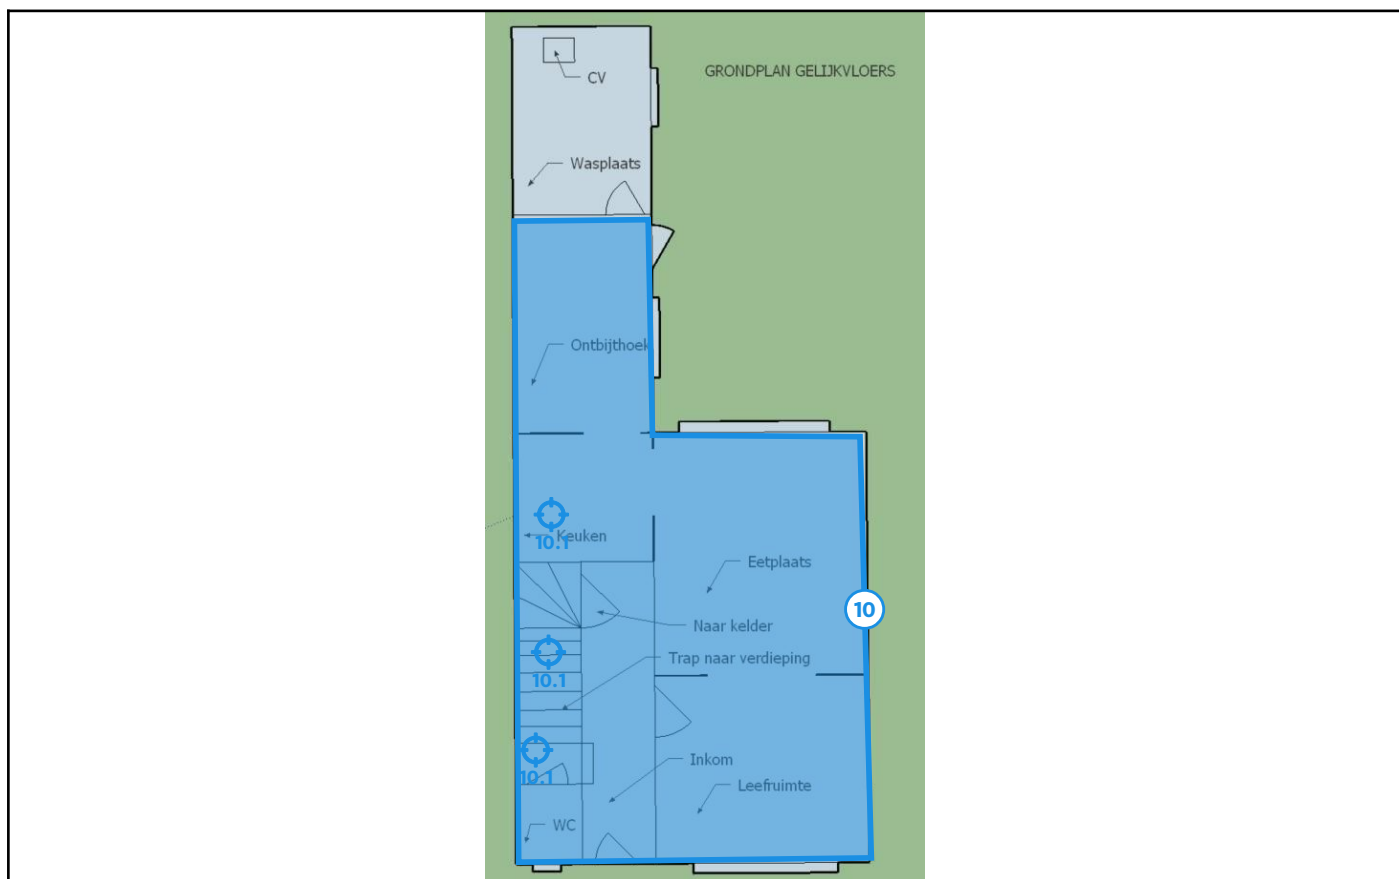 GRONDPLAN GELIJKVLOERS
CV
Wasplaats
Ontbijthoek
Keuken
10.1
Eetplaats
10
Naar kelder
Trap naar verdieping
10.1
Inkom
10.1
Leefruimte
WC